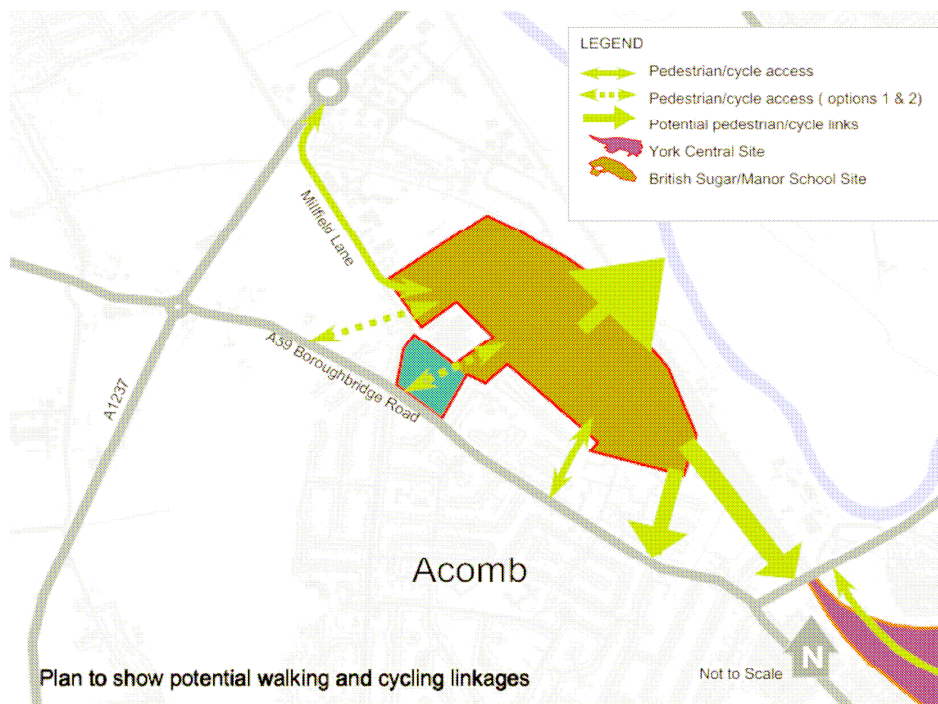 LEGEND
Pedestrian/cycle access
Pedestrian/cycle access ( options 1 & 2)
Potential pedestrian/cycle links
York Central Site
British Sugar/Manor School Site
Millfield Lane
A59 Boroughbridge Road
A1237
Acomb
N
Not to Scale
Plan to show potential walking and cycling linkages